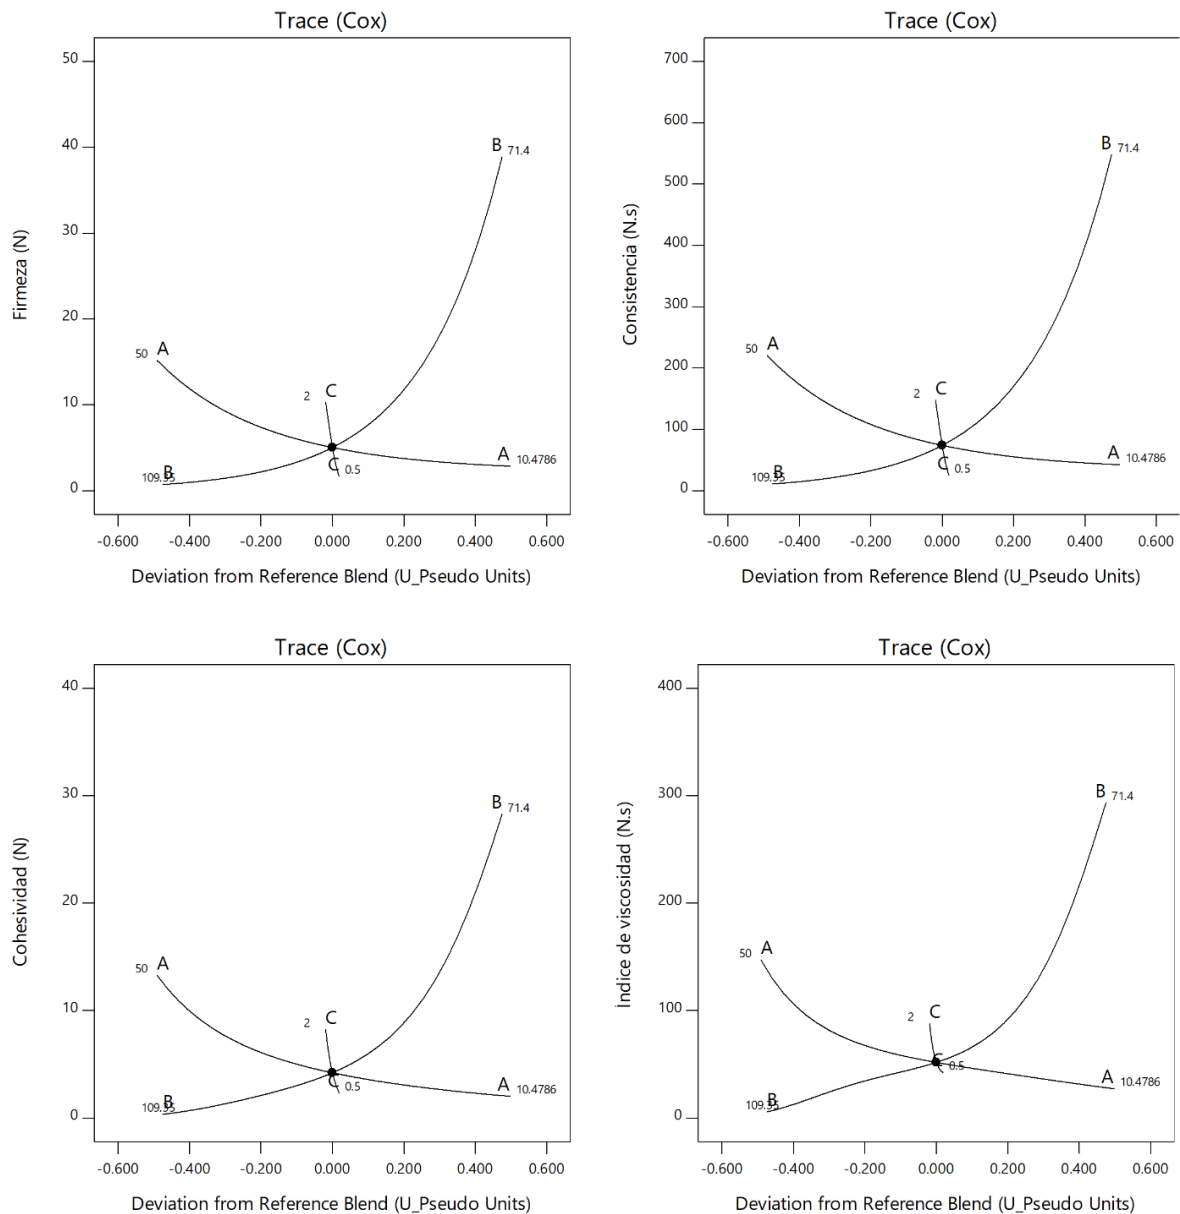 Trace (Cox)
50
40
30
20
10
0
Firmeza (N)
B 71.4
50 A
2 C
C 0.5
A 10.4786
B
109.35
-0.600 -0.400 -0.200 0.000 0.200 0.400 0.600
Deviation from Reference Blend (U_Pseudo Units)
Trace (Cox)
700
600
500
400
300
200
100
0
Consistencia (N.s)
B 71.4
50 A
2 C
C 0.5
A 10.4786
B
109.35
-0.600 -0.400 -0.200 0.000 0.200 0.400 0.600
Deviation from Reference Blend (U_Pseudo Units)
Trace (Cox)
40
30
20
10
0
Cohesividad (N)
B 71.4
50 A
2 C
C 0.5
A 10.4786
B
109.35
-0.600 -0.400 -0.200 0.000 0.200 0.400 0.600
Deviation from Reference Blend (U_Pseudo Units)
Trace (Cox)
400
300
200
100
0
Índice de viscosidad (N.s)
B 71.4
50 A
2 C
C 0.5
A 10.4786
B
109.35
-0.600 -0.400 -0.200 0.000 0.200 0.400 0.600
Deviation from Reference Blend (U_Pseudo Units)